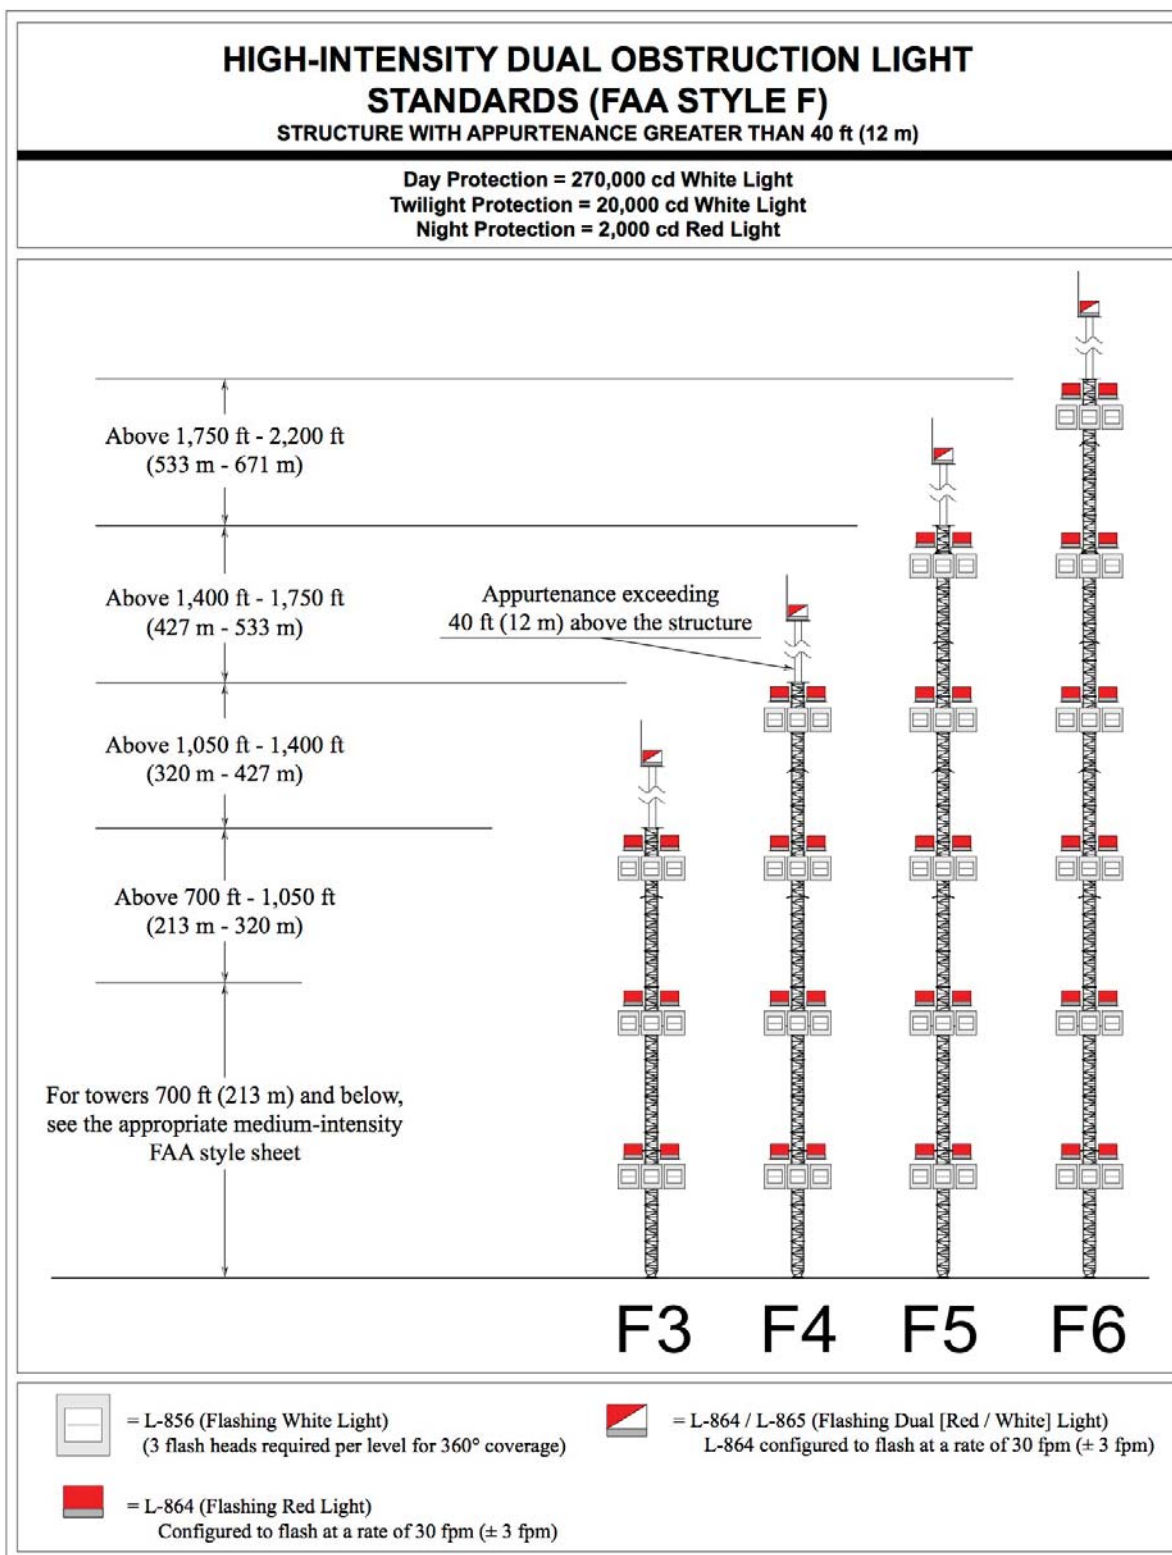 HIGH-INTENSITY DUAL OBSTRUCTION LIGHT
STANDARDS (FAA STYLE F)
STRUCTURE WITH APPURTENANCE GREATER THAN 40 ft (12 m)
Day Protection = 270,000 cd White Light
Twilight Protection = 20,000 cd White Light
Night Protection = 2,000 cd Red Light
Above 1,750 ft - 2,200 ft
(533 m - 671 m)
Above 1,400 ft - 1,750 ft
(427 m - 533 m)
Appurtenance exceeding
40 ft (12 m) above the structure
Above 1,050 ft - 1,400 ft
(320 m - 427 m)
Above 700 ft - 1,050 ft
(213 m - 320 m)
For towers 700 ft (213 m) and below,
see the appropriate medium-intensity
FAA style sheet
F3 F4 F5 F6
= L-856 (Flashing White Light)
(3 flash heads required per level for 360° coverage)
= L-864 / L-865 (Flashing Dual [Red / White] Light)
L-864 configured to flash at a rate of 30 fpm (± 3 fpm)
= L-864 (Flashing Red Light)
Configured to flash at a rate of 30 fpm (± 3 fpm)